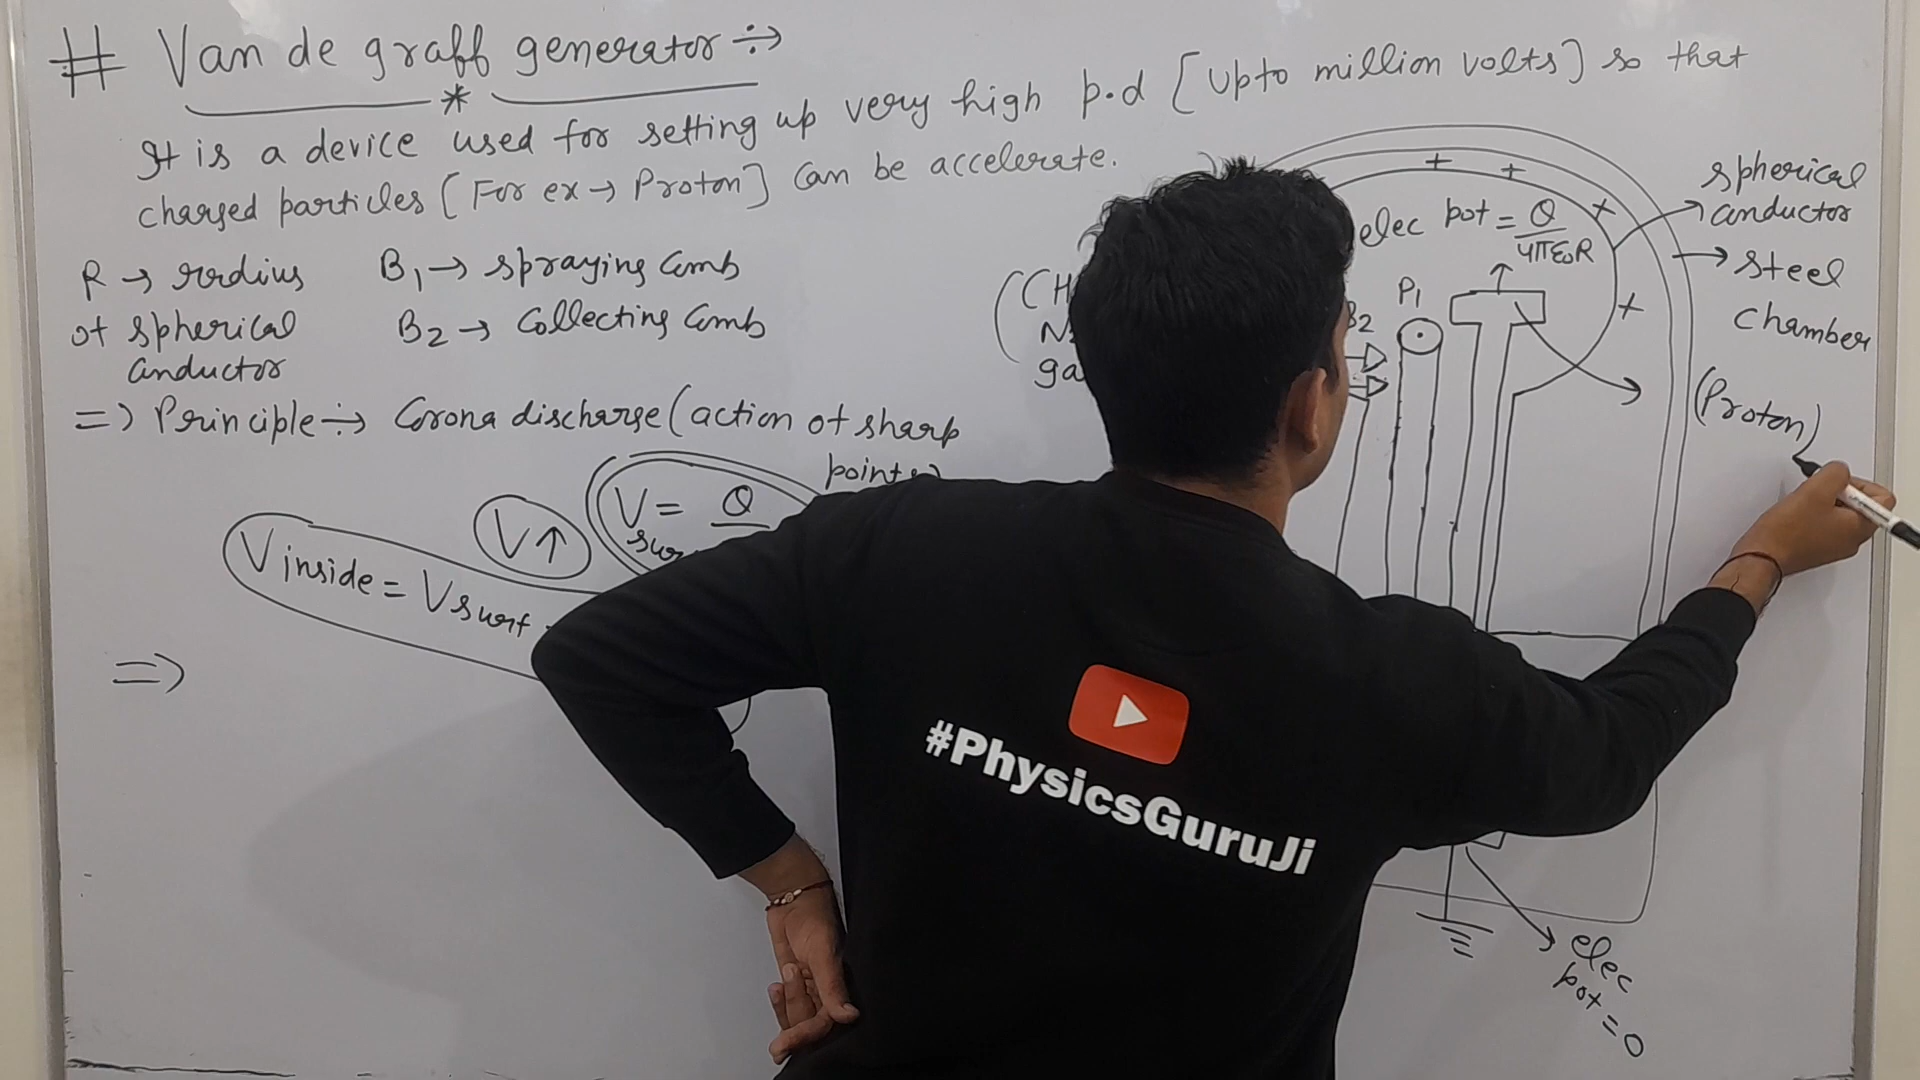 # Van de graff generator ÷>
It is a device used for setting up very high p.d [Upto million volts] so that
charged particles [For ex → Proton] can be accelerate.
R → radius
of spherical
conductor
B1 → spraying comb
B2 → Collecting comb
=) Principle ÷> Corona discharge (action of sharp
points)
V↑
V = Q
Vinside = Vsurf
=>
spherical
conductor
steel
chamber
elec pot = Q
4πε0R
B2
P1
(Proton)
elec
pot = 0
#PhysicsGuruJi